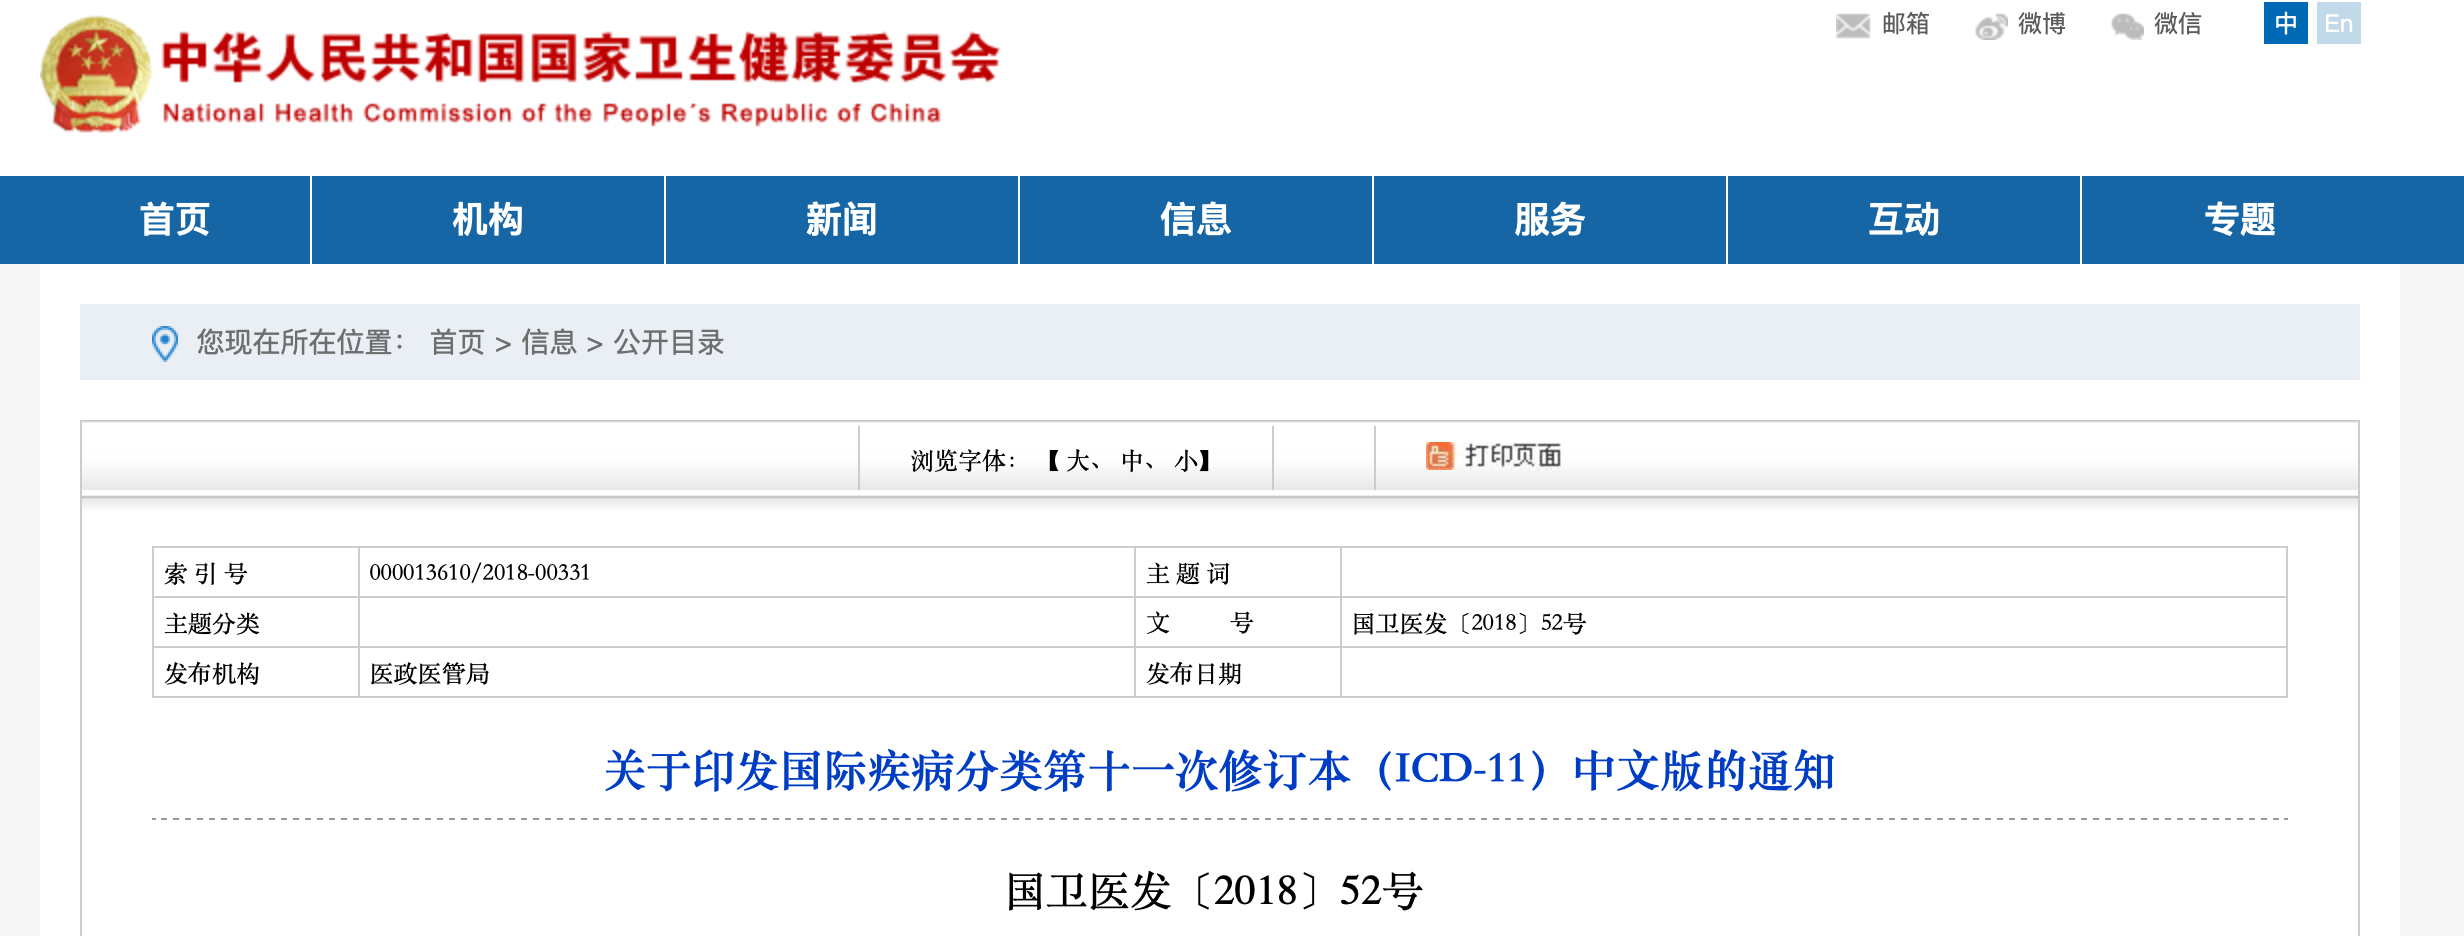 中华人民共和国国家卫生健康委员会
National Health Commission of the People´s Republic of China
邮箱 微博 微信 中 En
首页 机构 新闻 信息 服务 互动 专题
您现在所在位置： 首页 > 信息 > 公开目录
浏览字体： 【 大、 中、 小】 打印页面
索 引 号 000013610/2018-00331 主 题 词
主题分类 文 号 国卫医发〔2018〕52号
发布机构 医政医管局 发布日期
关于印发国际疾病分类第十一次修订本（ICD-11）中文版的通知
国卫医发〔2018〕52号